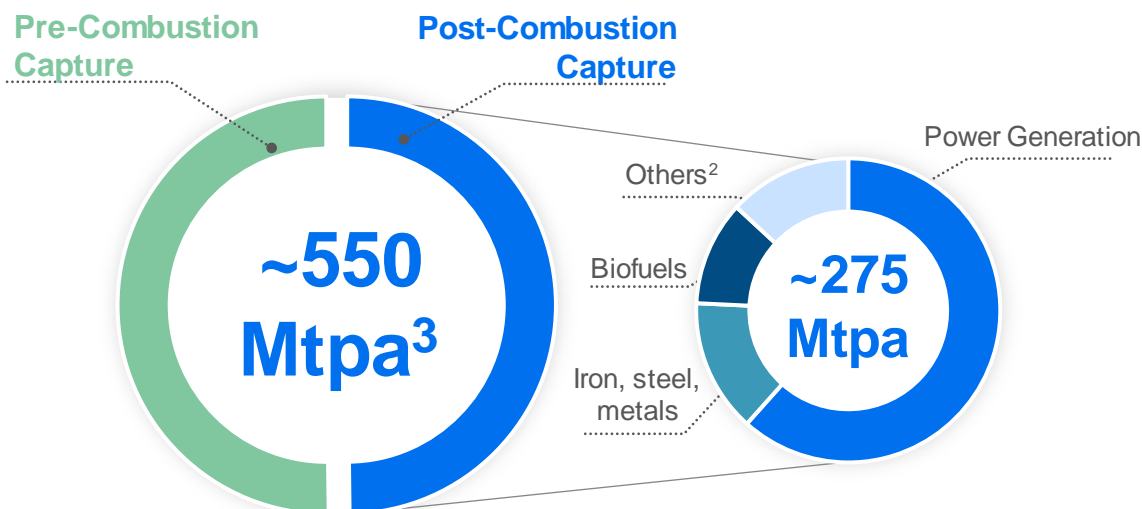 Pre-Combustion
Capture
Post-Combustion
Capture
Power Generation
Others²
Biofuels
Iron, steel,
metals
~550
Mtpa³
~275
Mtpa